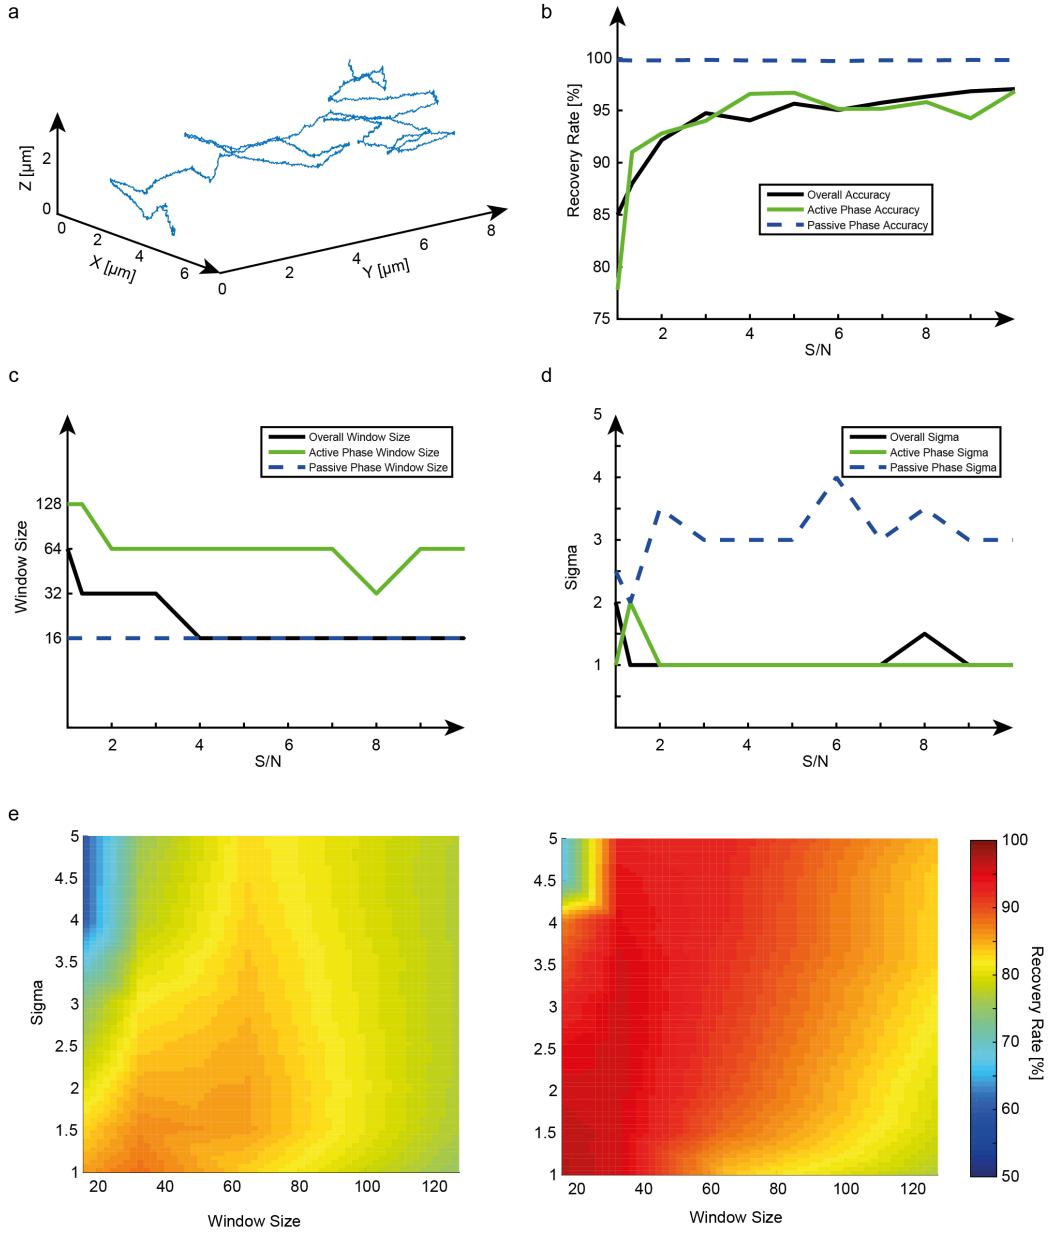 a
Z [µm]
2
0
0
2
4
6
X [µm]
0
2
4
6
8
Y [µm]
b
Recovery Rate [%]
100
95
90
85
80
75
2
4
6
8
S/N
Overall Accuracy
Active Phase Accuracy
Passive Phase Accuracy
c
Window Size
128
64
32
16
2
4
6
8
S/N
Overall Window Size
Active Phase Window Size
Passive Phase Window Size
d
Sigma
5
4
3
2
1
2
4
6
8
S/N
Overall Sigma
Active Phase Sigma
Passive Phase Sigma
e
Sigma
5
4.5
4
3.5
3
2.5
2
1.5
1
20 40 60 80 100 120
Window Size
5
4.5
4
3.5
3
2.5
2
1.5
1
20 40 60 80 100 120
Window Size
100
90
80
70
60
50
Recovery Rate [%]